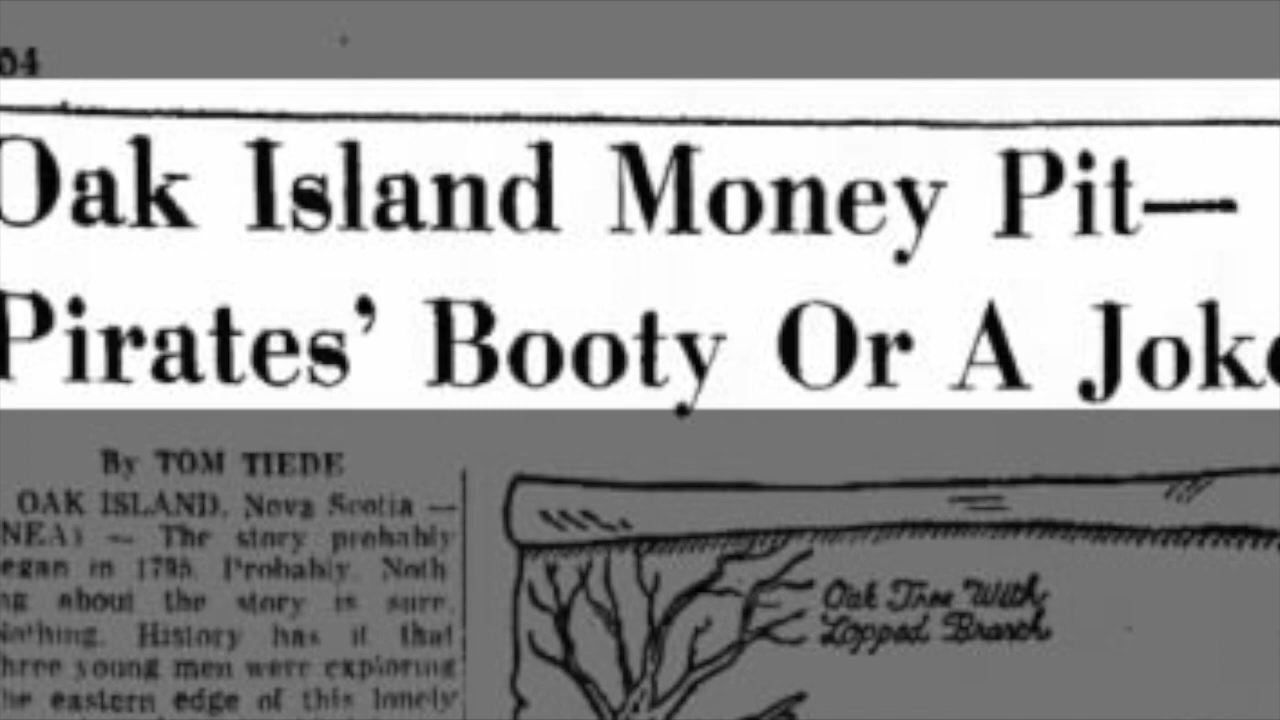 04
Oak Island Money Pit—
Pirates' Booty Or A Joke
By TOM TIEDE
OAK ISLAND, Nova Scotia —
NEA) — The story probably
egan in 1795. Probably. Noth
ng about the story is sure.
Nothing. History has it that
hree young men were exploring
he eastern edge of this lonely
Oak Tree With
Lopped Branch